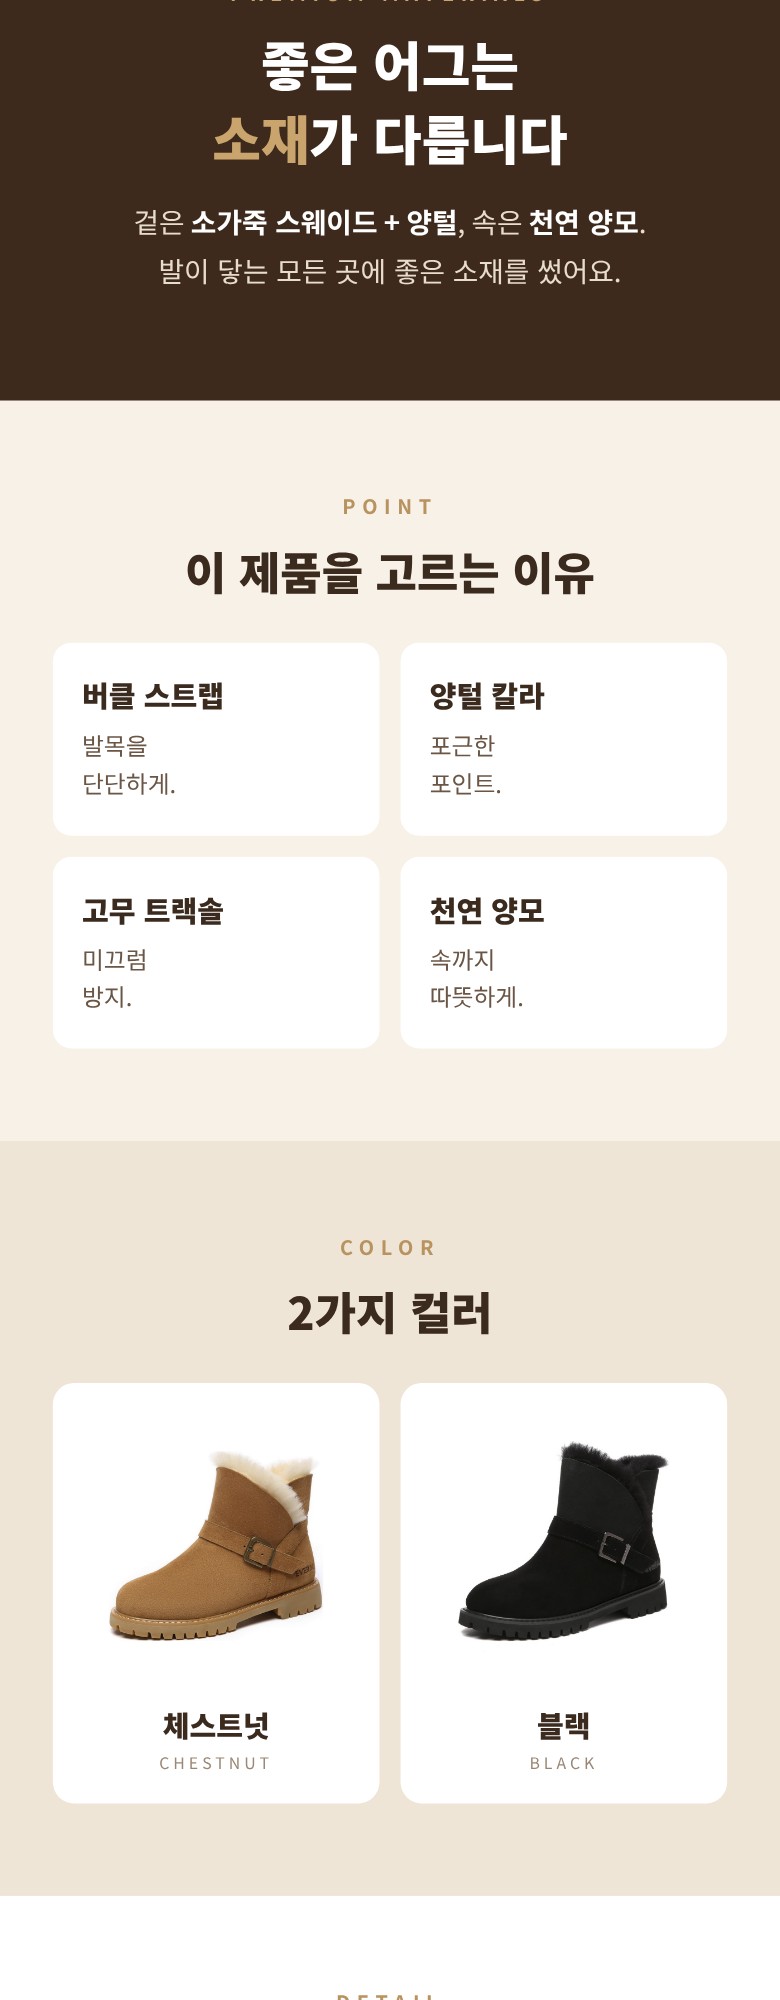 좋은 어그는
소재가 다릅니다
겉은 소가죽 스웨이드 + 양털, 속은 천연 양모.
발이 닿는 모든 곳에 좋은 소재를 썼어요.
POINT
이 제품을 고르는 이유
버클 스트랩
발목을
단단하게.
양털 칼라
포근한
포인트.
고무 트랙솔
미끄럼
방지.
천연 양모
속까지
따뜻하게.
COLOR
2가지 컬러
체스트넛
CHESTNUT
블랙
BLACK